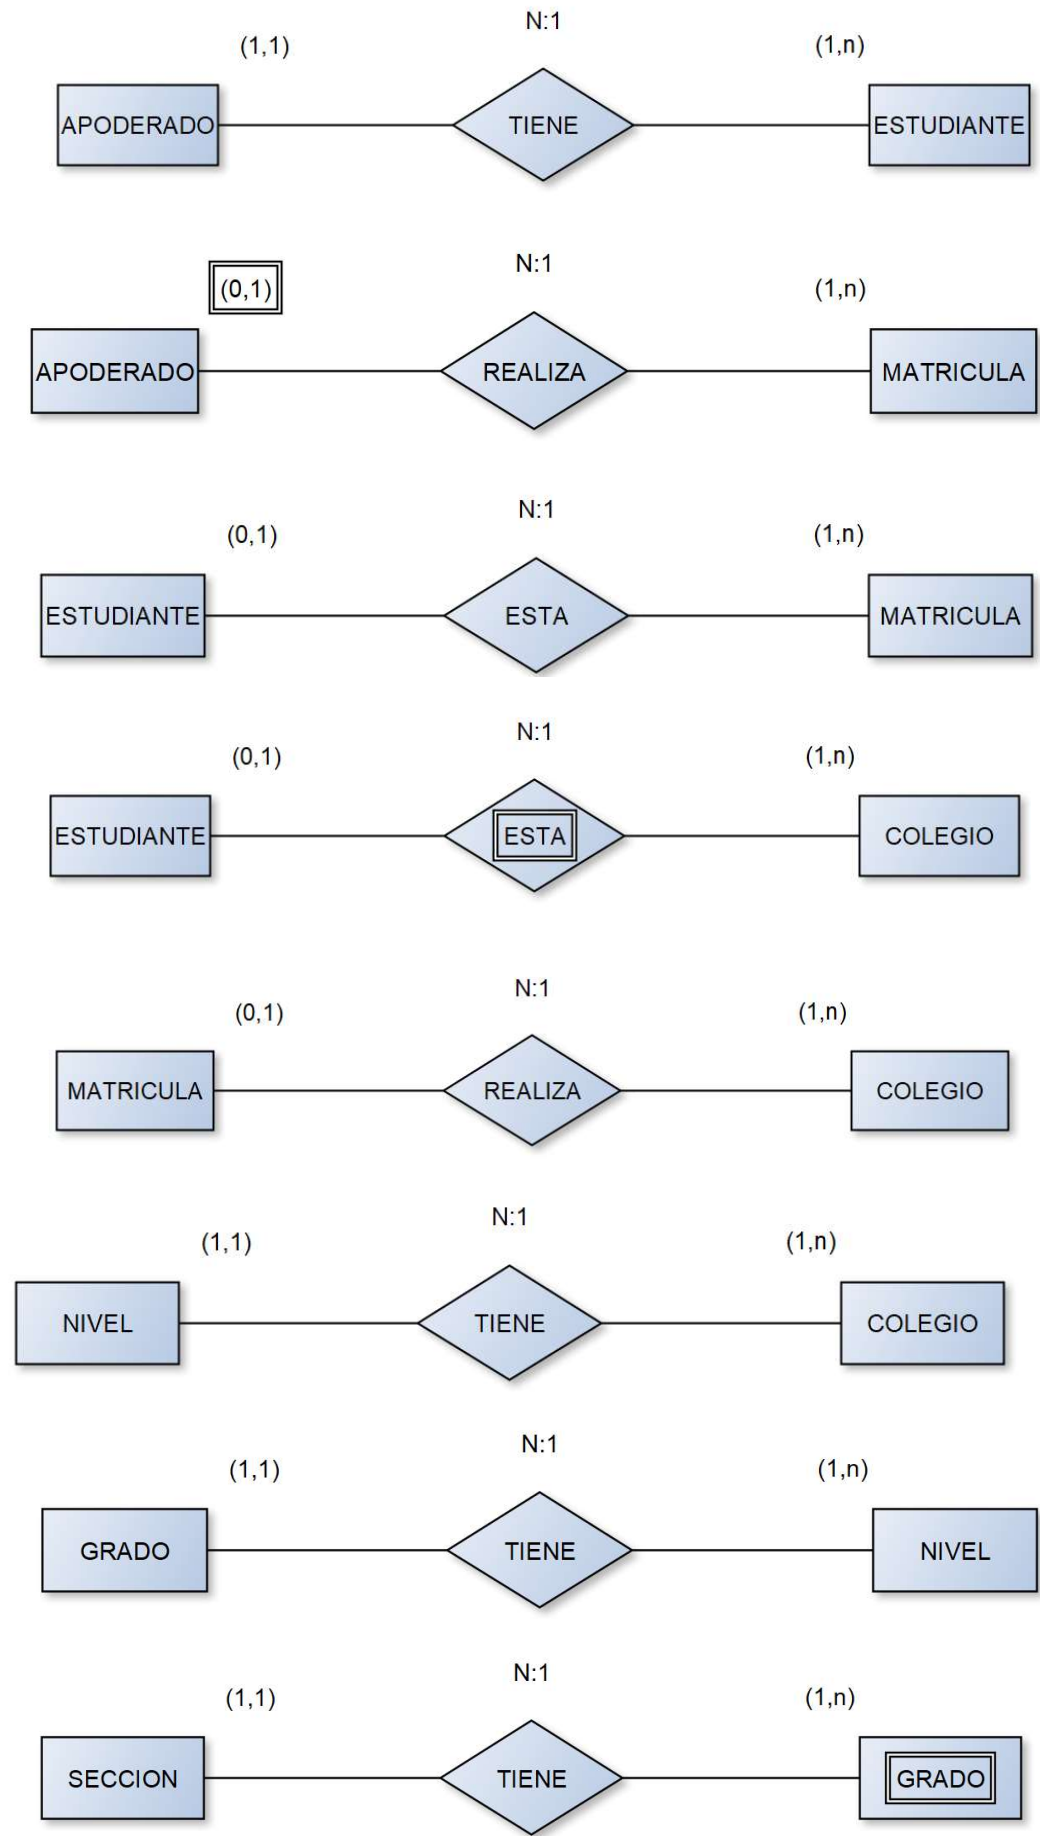 N:1
(1,1)
(1,n)
APODERADO
TIENE
ESTUDIANTE
N:1
(0,1)
(1,n)
APODERADO
REALIZA
MATRICULA
N:1
(0,1)
(1,n)
ESTUDIANTE
ESTA
MATRICULA
N:1
(0,1)
(1,n)
ESTUDIANTE
ESTA
COLEGIO
N:1
(0,1)
(1,n)
MATRICULA
REALIZA
COLEGIO
N:1
(1,1)
(1,n)
NIVEL
TIENE
COLEGIO
N:1
(1,1)
(1,n)
GRADO
TIENE
NIVEL
N:1
(1,1)
(1,n)
SECCION
TIENE
GRADO